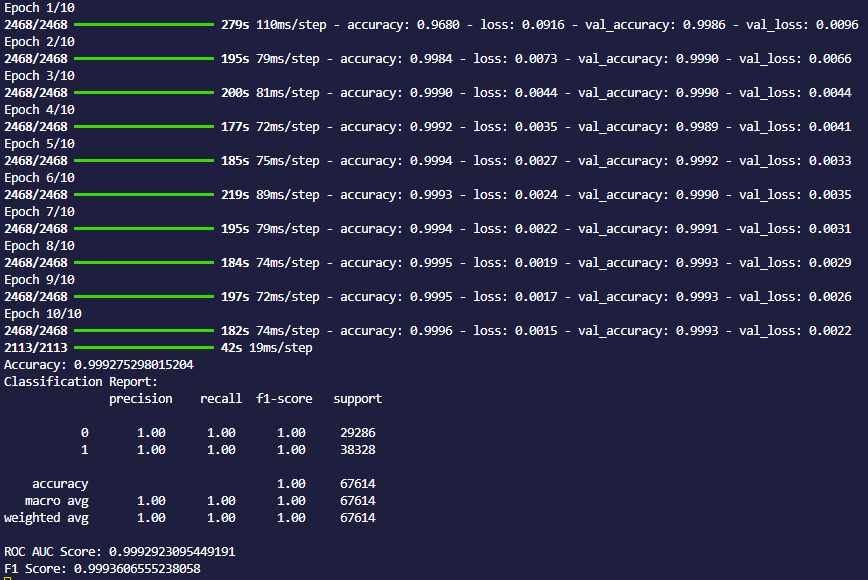 Epoch 1/10
2468/2468 279s 110ms/step - accuracy: 0.9680 - loss: 0.0916 - val_accuracy: 0.9986 - val_loss: 0.0096
Epoch 2/10
2468/2468 195s 79ms/step - accuracy: 0.9984 - loss: 0.0073 - val_accuracy: 0.9990 - val_loss: 0.0066
Epoch 3/10
2468/2468 200s 81ms/step - accuracy: 0.9990 - loss: 0.0044 - val_accuracy: 0.9990 - val_loss: 0.0044
Epoch 4/10
2468/2468 177s 72ms/step - accuracy: 0.9992 - loss: 0.0035 - val_accuracy: 0.9989 - val_loss: 0.0041
Epoch 5/10
2468/2468 185s 75ms/step - accuracy: 0.9994 - loss: 0.0027 - val_accuracy: 0.9992 - val_loss: 0.0033
Epoch 6/10
2468/2468 219s 89ms/step - accuracy: 0.9993 - loss: 0.0024 - val_accuracy: 0.9990 - val_loss: 0.0035
Epoch 7/10
2468/2468 195s 79ms/step - accuracy: 0.9994 - loss: 0.0022 - val_accuracy: 0.9991 - val_loss: 0.0031
Epoch 8/10
2468/2468 184s 74ms/step - accuracy: 0.9995 - loss: 0.0019 - val_accuracy: 0.9993 - val_loss: 0.0029
Epoch 9/10
2468/2468 197s 72ms/step - accuracy: 0.9995 - loss: 0.0017 - val_accuracy: 0.9993 - val_loss: 0.0026
Epoch 10/10
2468/2468 182s 74ms/step - accuracy: 0.9996 - loss: 0.0015 - val_accuracy: 0.9993 - val_loss: 0.0022
2113/2113 42s 19ms/step
Accuracy: 0.999275298015204
Classification Report:
precision recall f1-score support
0 1.00 1.00 1.00 29286
1 1.00 1.00 1.00 38328
accuracy 1.00 67614
macro avg 1.00 1.00 1.00 67614
weighted avg 1.00 1.00 1.00 67614
ROC AUC Score: 0.9992923095449191
F1 Score: 0.9993606555238058